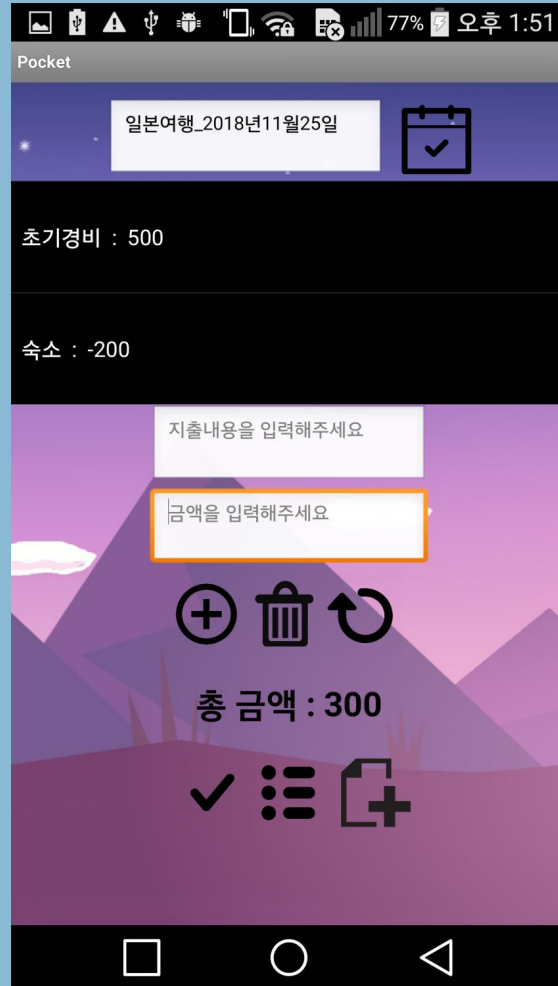 77% 오후 1:51
Pocket
일본여행_2018년11월25일
초기경비 : 500
숙소 : -200
지출내용을 입력해주세요
금액을 입력해주세요
총 금액 : 300